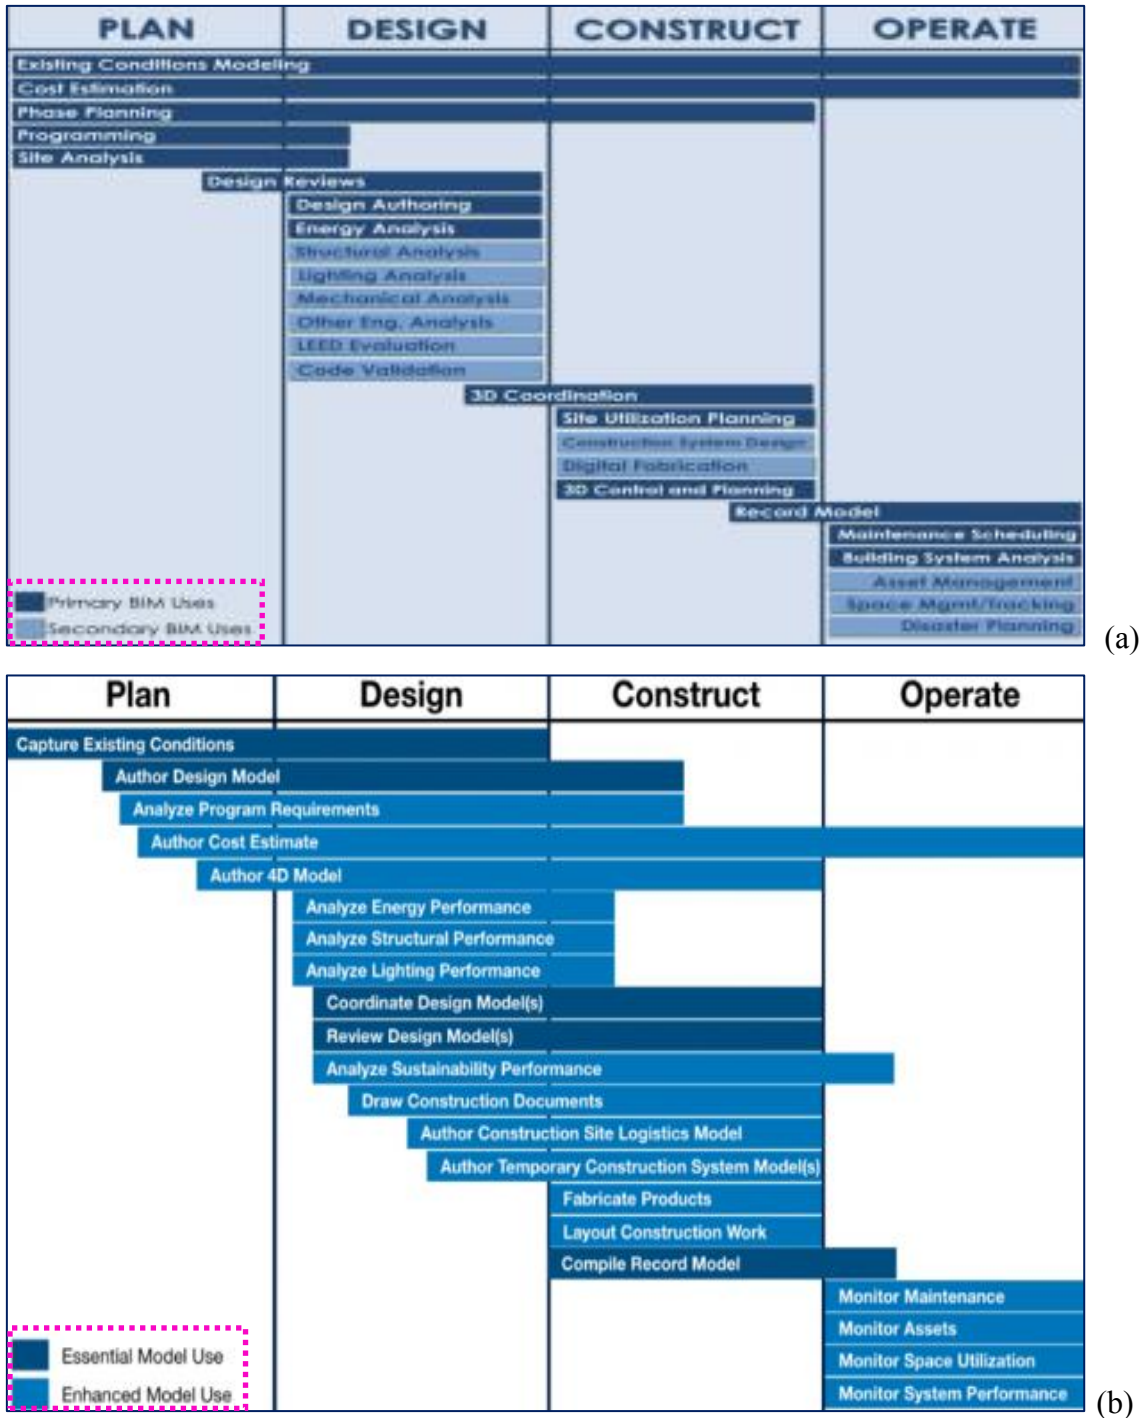 PLAN DESIGN CONSTRUCT OPERATE
Existing Conditions Modeling
Cost Estimation
Phase Planning
Programming
Site Analysis
Design Reviews
Design Authoring
Energy Analysis
Structural Analysis
Lighting Analysis
Mechanical Analysis
Other Eng. Analysis
LEED Evaluation
Code Validation
3D Coordination
Site Utilization Planning
Construction System Design
Digital Fabrication
3D Control and Planning
Record Model
Maintenance Scheduling
Building System Analysis
Asset Management
Space Mgmt/Tracking
Disaster Planning
Primary BIM Uses
Secondary BIM Uses
(a)
Plan Design Construct Operate
Capture Existing Conditions
Author Design Model
Analyze Program Requirements
Author Cost Estimate
Author 4D Model
Analyze Energy Performance
Analyze Structural Performance
Analyze Lighting Performance
Coordinate Design Model(s)
Review Design Model(s)
Analyze Sustainability Performance
Draw Construction Documents
Author Construction Site Logistics Model
Author Temporary Construction System Model(s)
Fabricate Products
Layout Construction Work
Compile Record Model
Monitor Maintenance
Monitor Assets
Monitor Space Utilization
Monitor System Performance
Essential Model Use
Enhanced Model Use
(b)